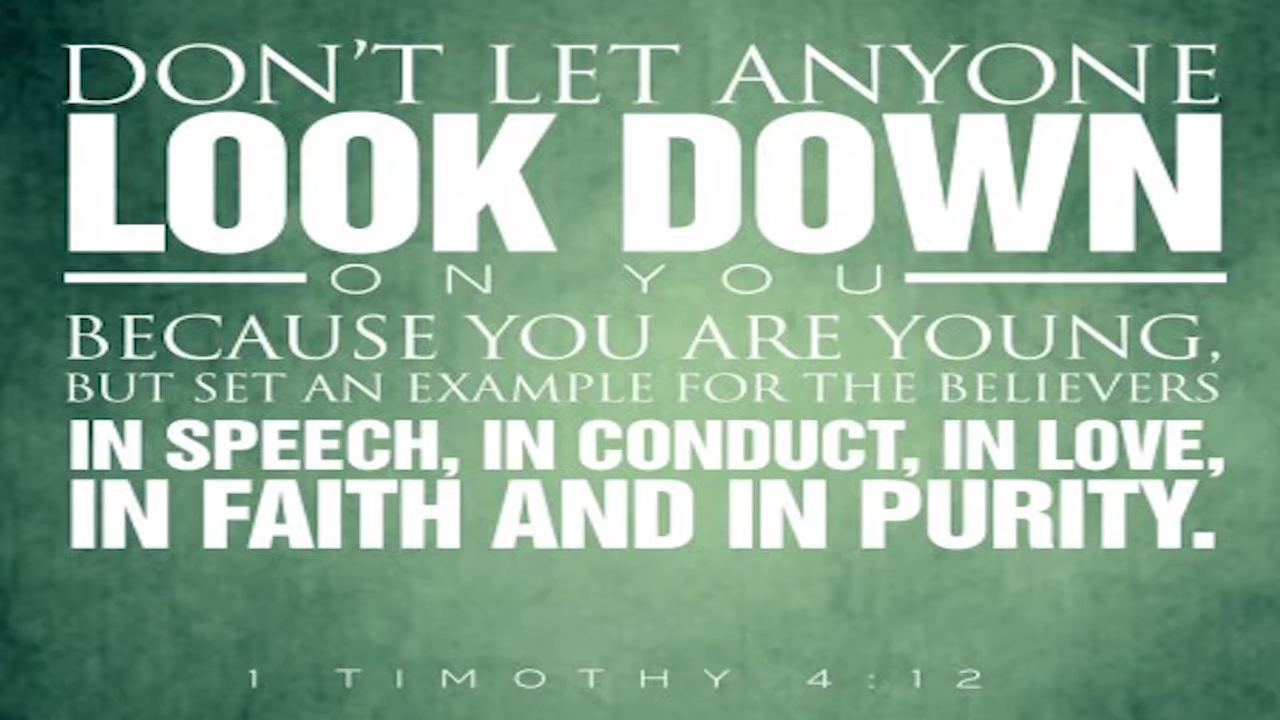 DON'T LET ANYONE
LOOK DOWN
ON YOU
BECAUSE YOU ARE YOUNG,
BUT SET AN EXAMPLE FOR THE BELIEVERS
IN SPEECH, IN CONDUCT, IN LOVE,
IN FAITH AND IN PURITY.
1 TIMOTHY 4:12